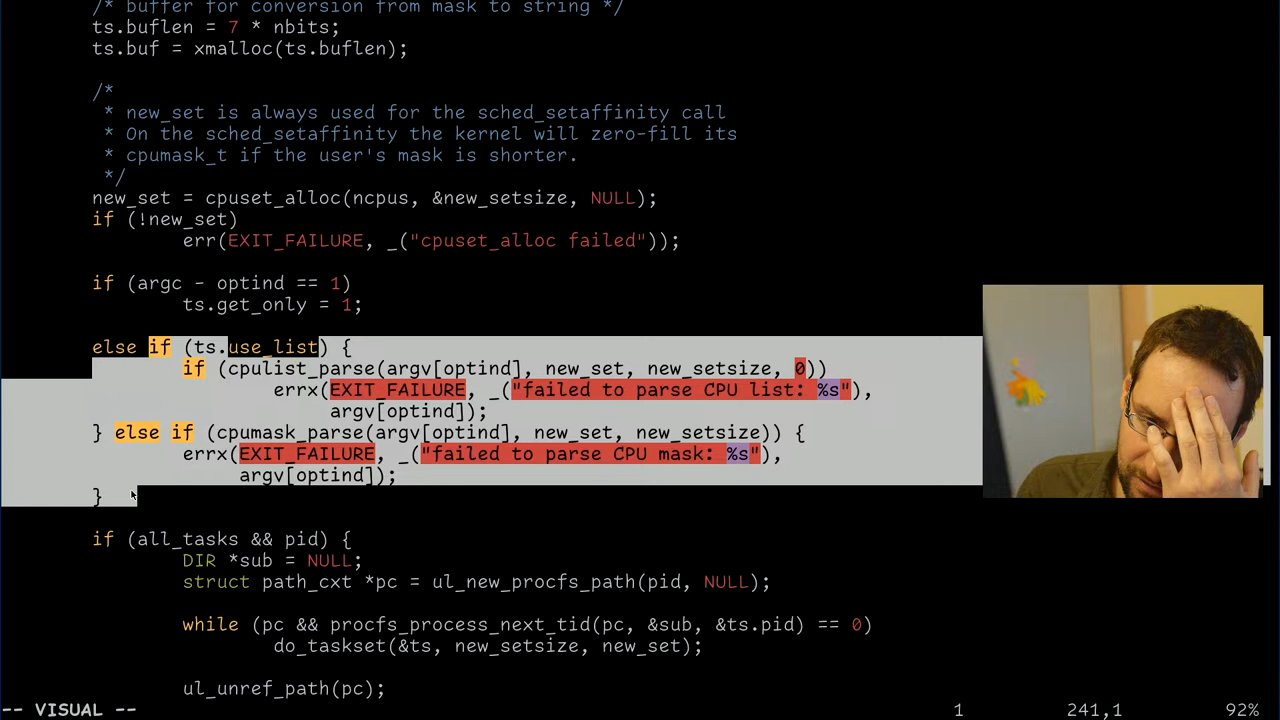 /* buffer for conversion from mask to string */
ts.buflen = 7 * nbits;
ts.buf = xmalloc(ts.buflen);
/*
* new_set is always used for the sched_setaffinity call
* On the sched_setaffinity the kernel will zero-fill its
* cpumask_t if the user's mask is shorter.
*/
new_set = cpuset_alloc(ncpus, &new_setsize, NULL);
if (!new_set)
err(EXIT_FAILURE, _("cpuset_alloc failed"));
if (argc - optind == 1)
ts.get_only = 1;
else if (ts.use_list) {
if (cpulist_parse(argv[optind], new_set, new_setsize, 0))
errx(EXIT_FAILURE, _("failed to parse CPU list: %s"),
argv[optind]);
} else if (cpumask_parse(argv[optind], new_set, new_setsize)) {
errx(EXIT_FAILURE, _("failed to parse CPU mask: %s"),
argv[optind]);
}
if (all_tasks && pid) {
DIR *sub = NULL;
struct path_cxt *pc = ul_new_procfs_path(pid, NULL);
while (pc && procfs_process_next_tid(pc, &sub, &ts.pid) == 0)
do_taskset(&ts, new_setsize, new_set);
ul_unref_path(pc);
-- VISUAL -- 1 241,1 92%